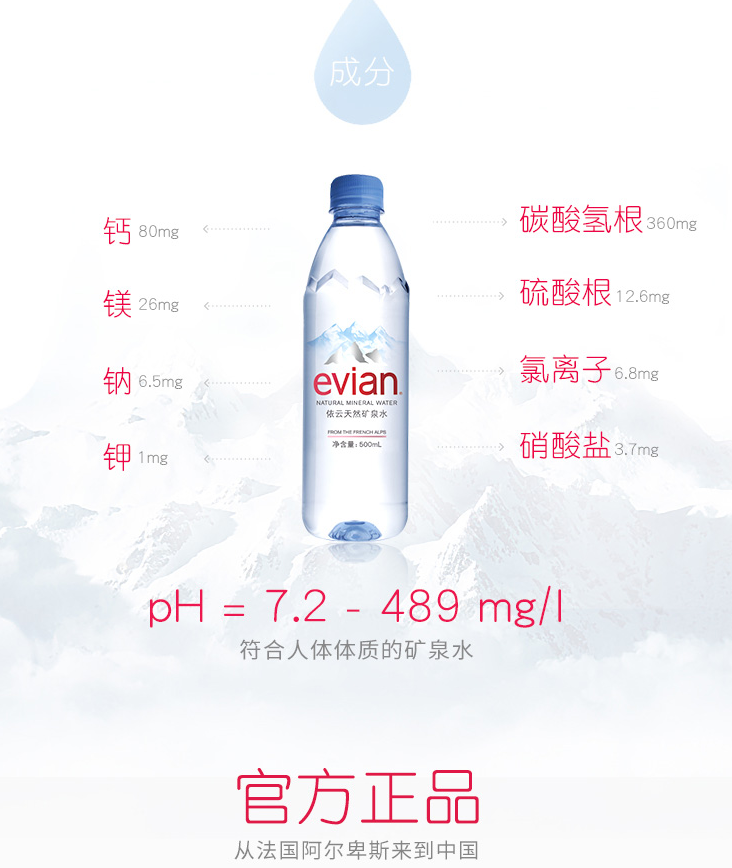 成分
钙 80mg
碳酸氢根 360mg
镁 26mg
硫酸根 12.6mg
钠 6.5mg
氯离子 6.8mg
钾 1mg
硝酸盐 3.7mg
evian.
NATURAL MINERAL WATER
依云天然矿泉水
FROM THE FRENCH ALPS
净含量:500mL
pH = 7.2 - 489 mg/l
符合人体体质的矿泉水
官方正品
从法国阿尔卑斯来到中国